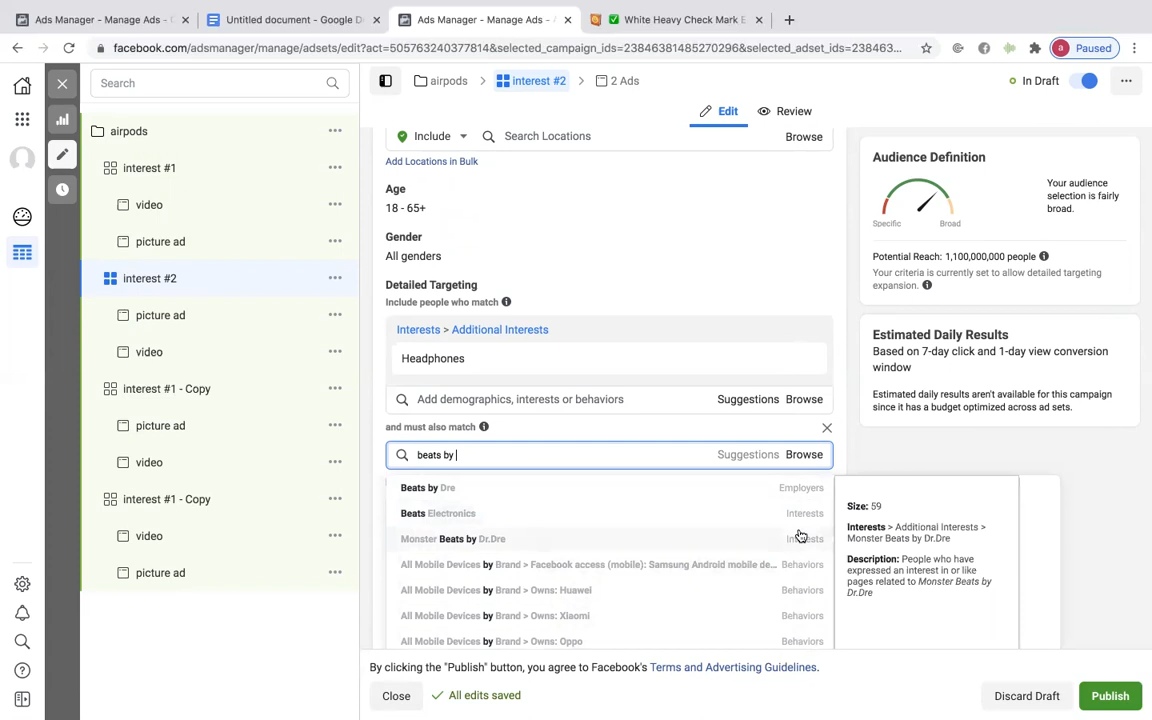 Ads Manager - Manage Ads - C
Untitled document - Google D
Ads Manager - Manage Ads -
White Heavy Check Mark E
facebook.com/adsmanager/manage/adsets/edit?act=505763240377814&selected_campaign_ids=23846381485270296&selected_adset_ids=238463...
a Paused
Search
airpods
interest #2
2 Ads
In Draft
Edit
Review
airpods
interest #1
video
picture ad
interest #2
picture ad
video
interest #1 - Copy
picture ad
video
interest #1 - Copy
video
picture ad
Include
Search Locations
Browse
Add Locations in Bulk
Age
18 - 65+
Gender
All genders
Detailed Targeting
Include people who match
Interests > Additional Interests
Headphones
Add demographics, interests or behaviors
Suggestions
Browse
and must also match
beats by
Suggestions
Browse
Beats by Dre
Employers
Beats Electronics
Interests
Monster Beats by Dr.Dre
Interests
All Mobile Devices by Brand > Facebook access (mobile): Samsung Android mobile de...
Behaviors
All Mobile Devices by Brand > Owns: Huawei
Behaviors
All Mobile Devices by Brand > Owns: Xiaomi
Behaviors
All Mobile Devices by Brand > Owns: Oppo
Behaviors
Size: 59
Interests > Additional Interests >
Monster Beats by Dr.Dre
Description: People who have
expressed an interest in or like
pages related to Monster Beats by
Dr.Dre
Audience Definition
Specific
Broad
Your audience
selection is fairly
broad.
Potential Reach: 1,100,000,000 people
Your criteria is currently set to allow detailed targeting
expansion.
Estimated Daily Results
Based on 7-day click and 1-day view conversion
window
Estimated daily results aren't available for this campaign
since it has a budget optimized across ad sets.
By clicking the "Publish" button, you agree to Facebook's Terms and Advertising Guidelines.
Close
All edits saved
Discard Draft
Publish